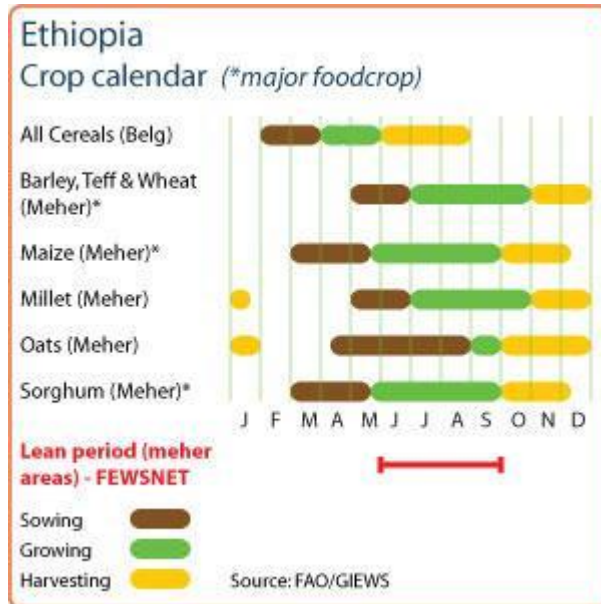 Ethiopia
Crop calendar (*major foodcrop)
All Cereals (Belg)
Barley, Teff & Wheat
(Meher)*
Maize (Meher)*
Millet (Meher)
Oats (Meher)
Sorghum (Meher)*
J F M A M J J A S O N D
Lean period (meher
areas) - FEWSNET
Sowing
Growing
Harvesting
Source: FAO/GIEWS